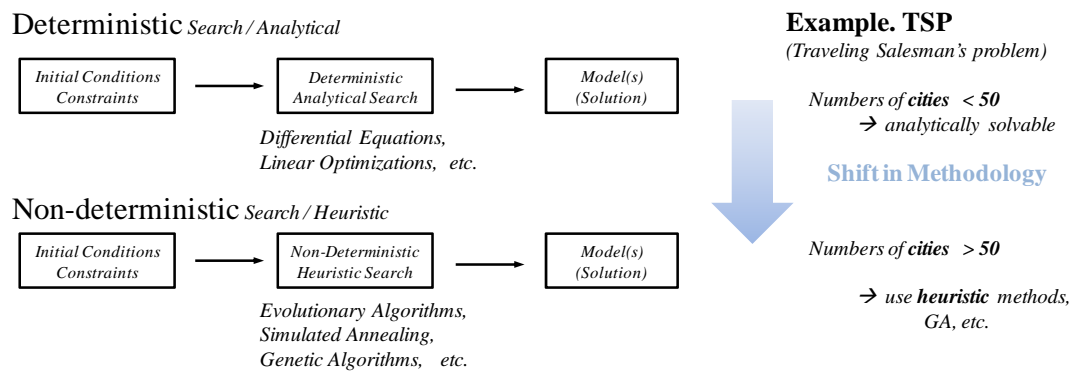 Deterministic Search / Analytical
Initial Conditions
Constraints
Deterministic
Analytical Search
Model(s)
(Solution)
Differential Equations,
Linear Optimizations, etc.
Non-deterministic Search / Heuristic
Initial Conditions
Constraints
Non-Deterministic
Heuristic Search
Model(s)
(Solution)
Evolutionary Algorithms,
Simulated Annealing,
Genetic Algorithms, etc.
Example. TSP
(Traveling Salesman's problem)
Numbers of cities < 50
→ analytically solvable
Shift in Methodology
Numbers of cities > 50
→ use heuristic methods,
GA, etc.